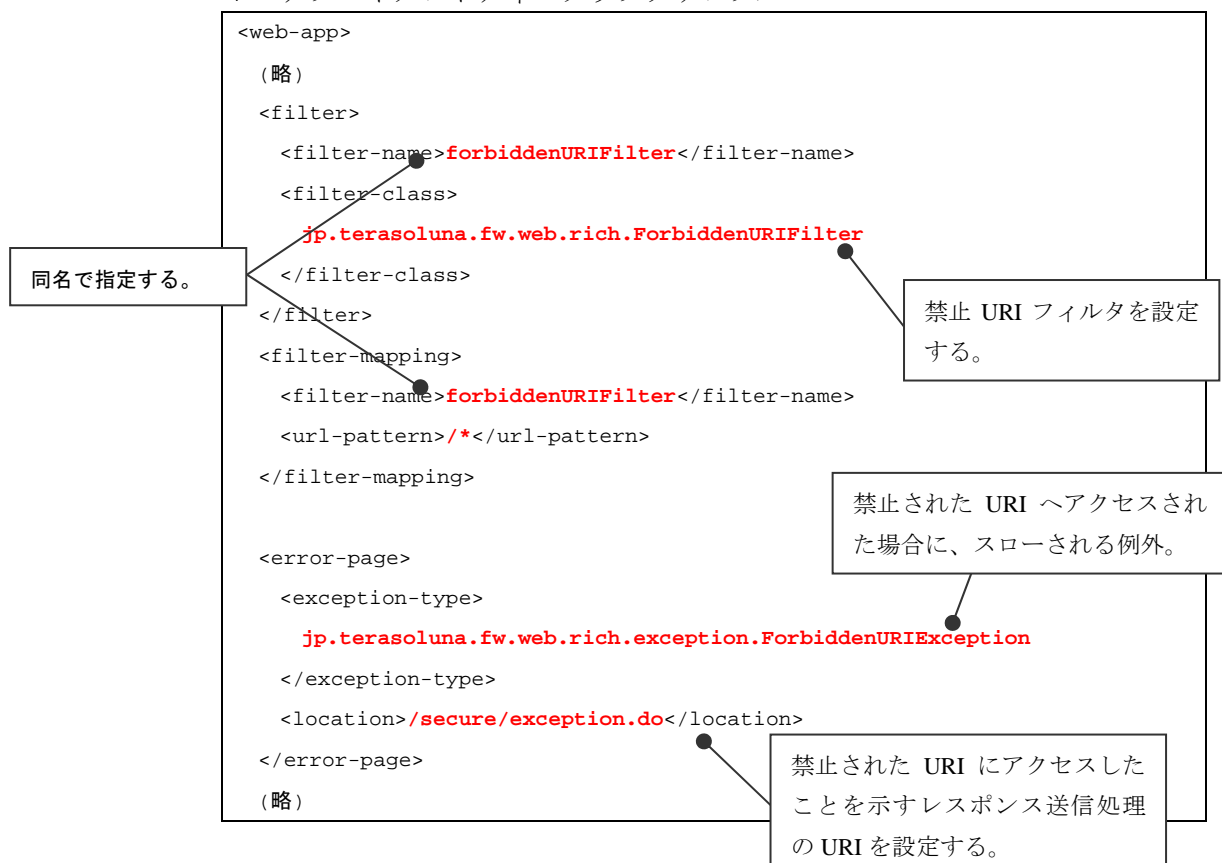 <web-app>
(略)
<filter>
<filter-name>forbiddenURIFilter</filter-name>
<filter-class>
jp.terasoluna.fw.web.rich.ForbiddenURIFilter
</filter-class>
</filter>
<filter-mapping>
<filter-name>forbiddenURIFilter</filter-name>
<url-pattern>/*</url-pattern>
</filter-mapping>
<error-page>
<exception-type>
jp.terasoluna.fw.web.rich.exception.ForbiddenURIException
</exception-type>
<location>/secure/exception.do</location>
</error-page>
(略)
同名で指定する。
禁止 URI フィルタを設定
する。
禁止された URI へアクセスされ
た場合に、スローされる例外。
禁止された URI にアクセスした
ことを示すレスポンス送信処理
の URI を設定する。